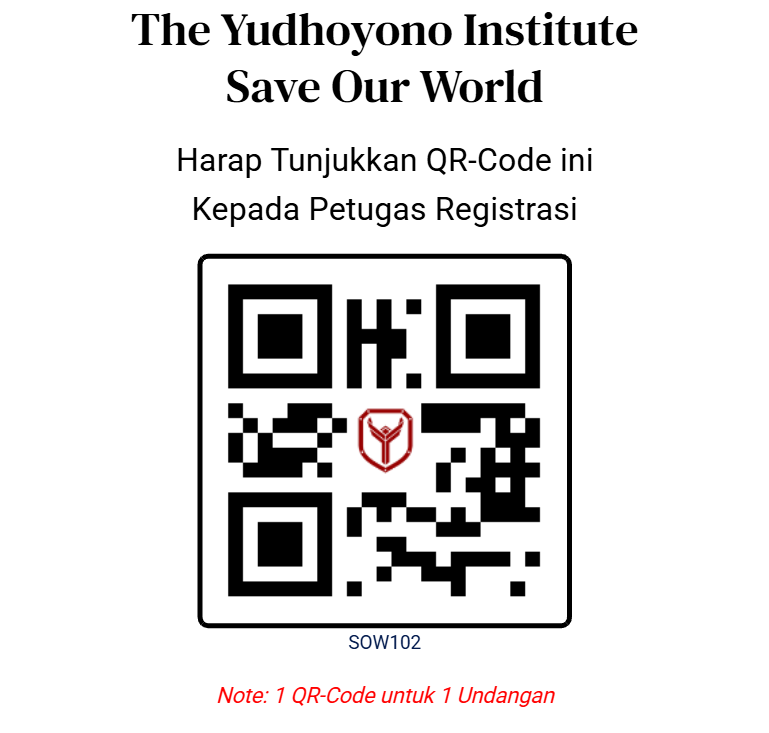 The Yudhoyono Institute
Save Our World
Harap Tunjukkan QR-Code ini
Kepada Petugas Registrasi
SOW102
Note: 1 QR-Code untuk 1 Undangan